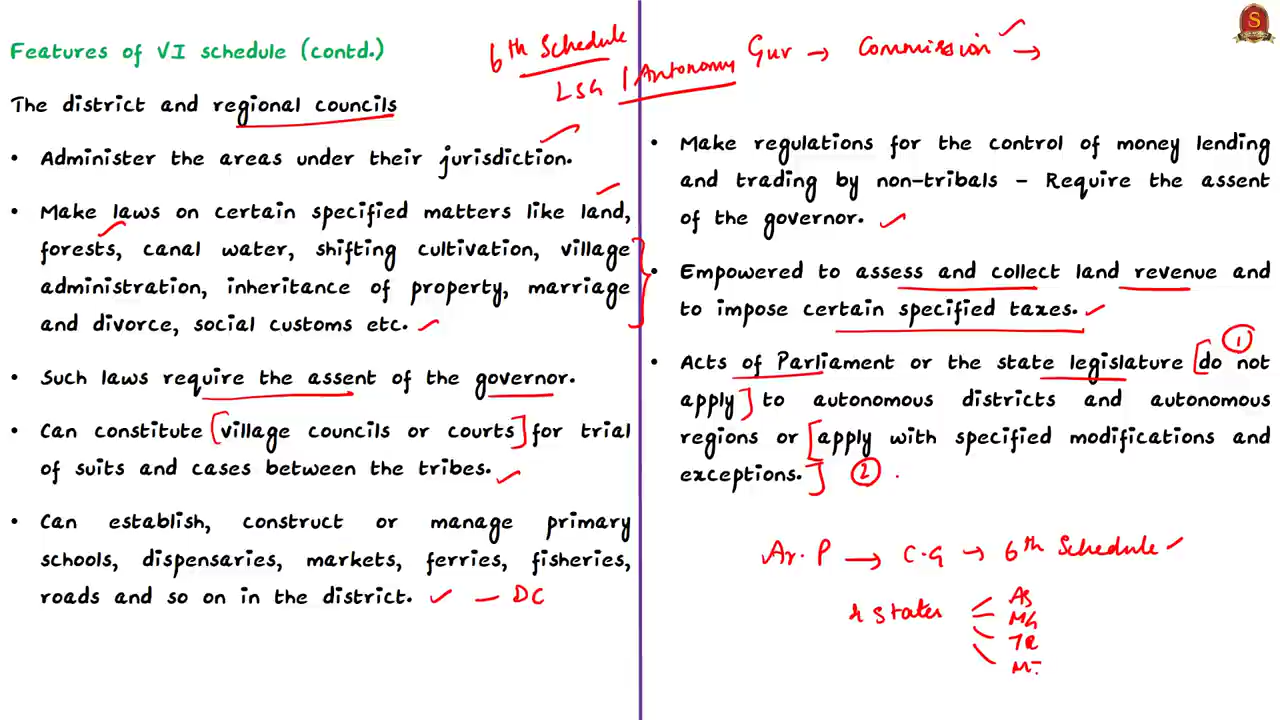 Features of VI schedule (contd.)
6th Schedule
LSG / Autonomy
Guv → Commission →
The district and regional councils
• Administer the areas under their jurisdiction.
• Make laws on certain specified matters like land,
forests, canal water, shifting cultivation, village
administration, inheritance of property, marriage
and divorce, social customs etc.
• Such laws require the assent of the governor.
• Can constitute [village councils or courts] for trial
of suits and cases between the tribes.
• Can establish, construct or manage primary
schools, dispensaries, markets, ferries, fisheries,
roads and so on in the district. – DC
• Make regulations for the control of money lending
and trading by non-tribals – Require the assent
of the governor.
• Empowered to assess and collect land revenue and
to impose certain specified taxes.
1
• Acts of Parliament or the state legislature [do not
apply] to autonomous districts and autonomous
regions or [apply with specified modifications and
exceptions.] 2
Ar. P → C.G → 6th Schedule
States
AS
MG
TR
S